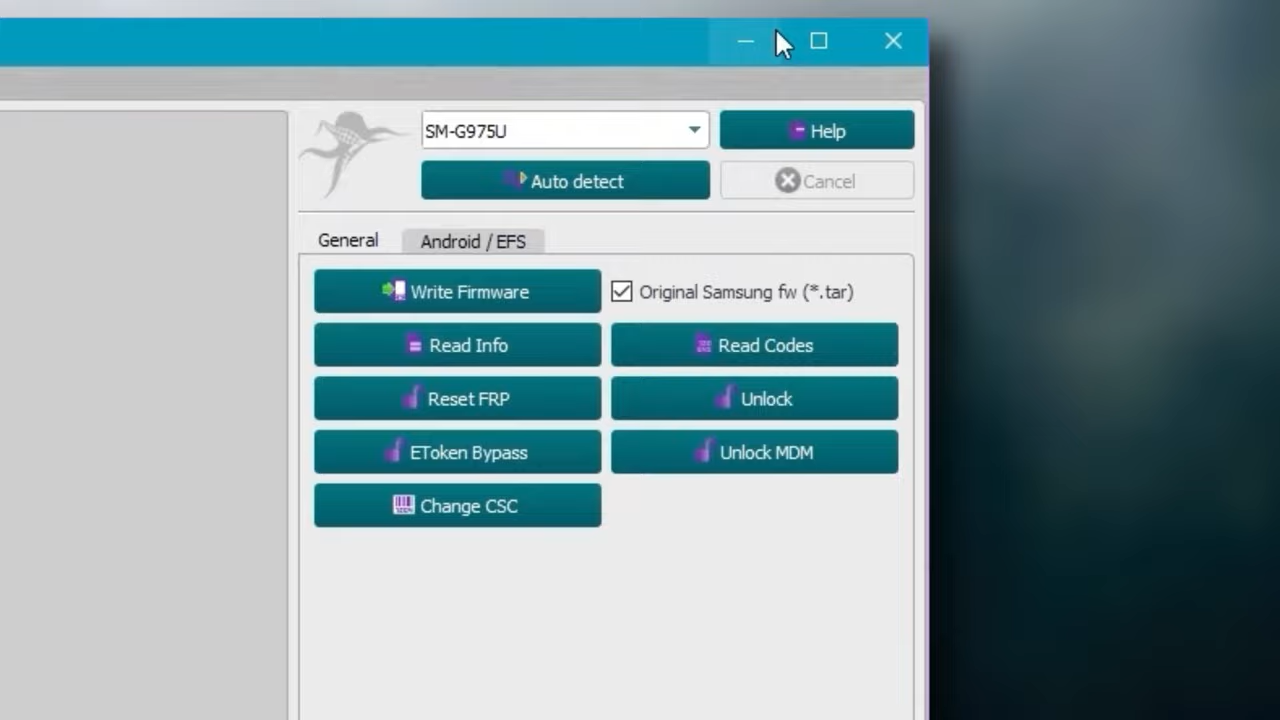 SM-G975U
Help
Auto detect
Cancel
General
Android / EFS
Write Firmware
Original Samsung fw (*.tar)
Read Info
Read Codes
Reset FRP
Unlock
EToken Bypass
Unlock MDM
Change CSC